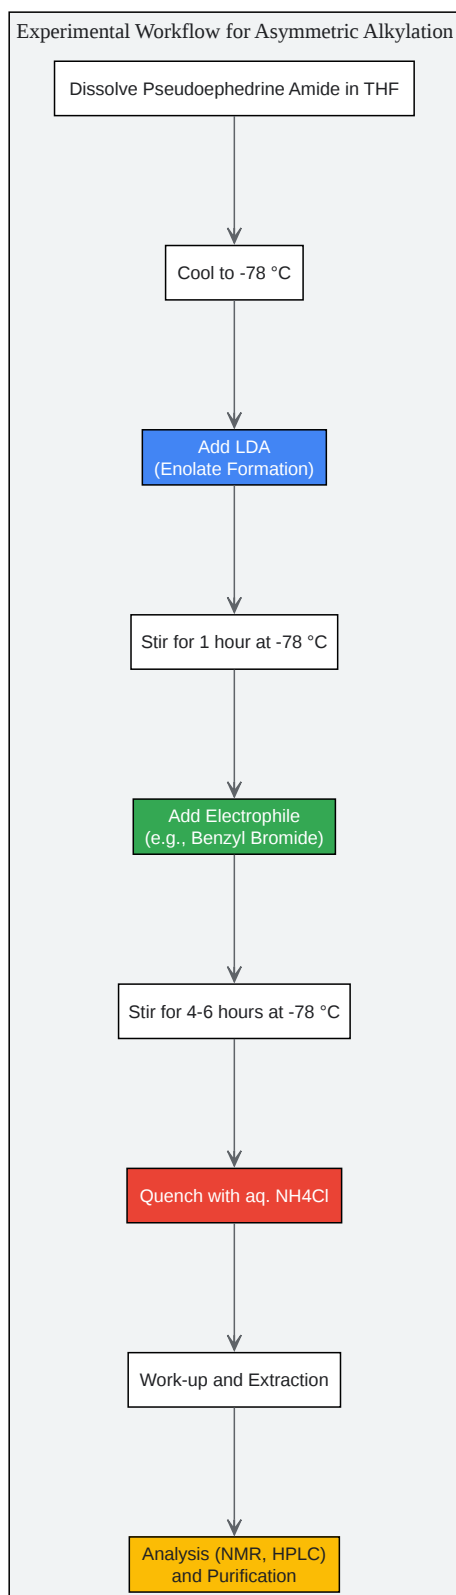 Experimental Workflow for Asymmetric Alkylation
Dissolve Pseudoephedrine Amide in THF
Cool to -78 °C
Add LDA
(Enolate Formation)
Stir for 1 hour at -78 °C
Add Electrophile
(e.g., Benzyl Bromide)
Stir for 4-6 hours at -78 °C
Quench with aq. NH4Cl
Work-up and Extraction
Analysis (NMR, HPLC)
and Purification